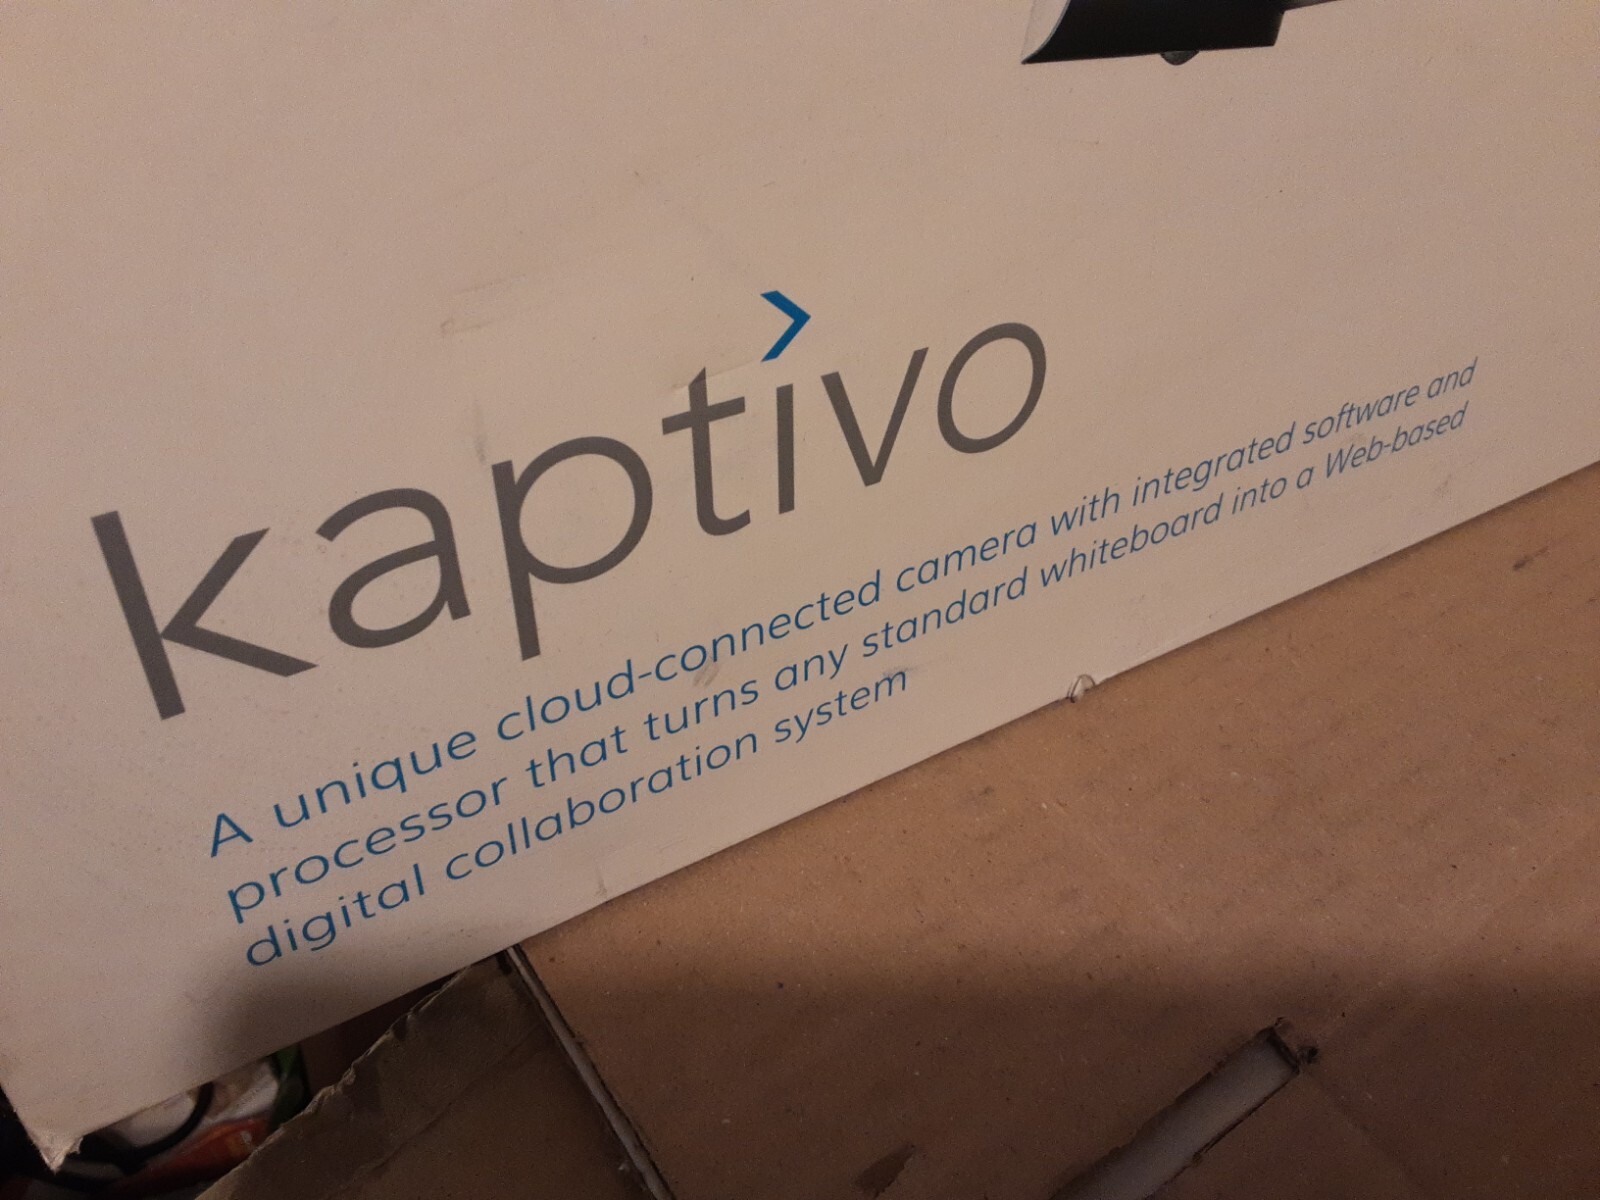 kaptivo
A unique cloud-connected camera with integrated software and
processor that turns any standard whiteboard into a Web-based
digital collaboration system